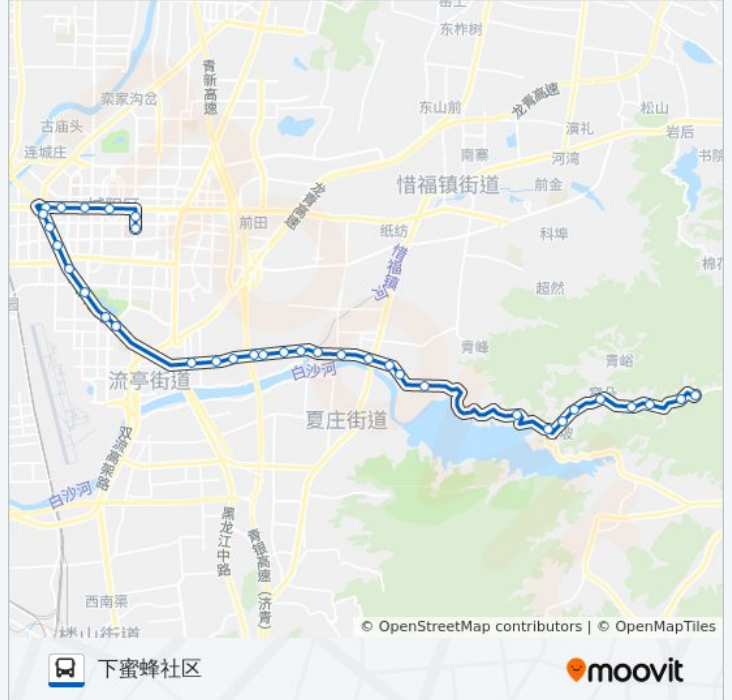 东柞树
青新高速
栾家沟岔
龙青高速
东山前
松山
古庙头
演礼
岩后
连城庄
南寨
河湾
书院
惜福镇街道
前金
龙青高速
前田
纸纺
科埠
惜福镇河
棉花
超然
青峰
青峪
白沙河
流亭街道
夏庄街道
双流高架路
白沙河
黑龙江中路
青银高速（济青）
西南渠
楼山街道
© OpenStreetMap contributors | © OpenMapTiles
下蜜蜂社区
moovit